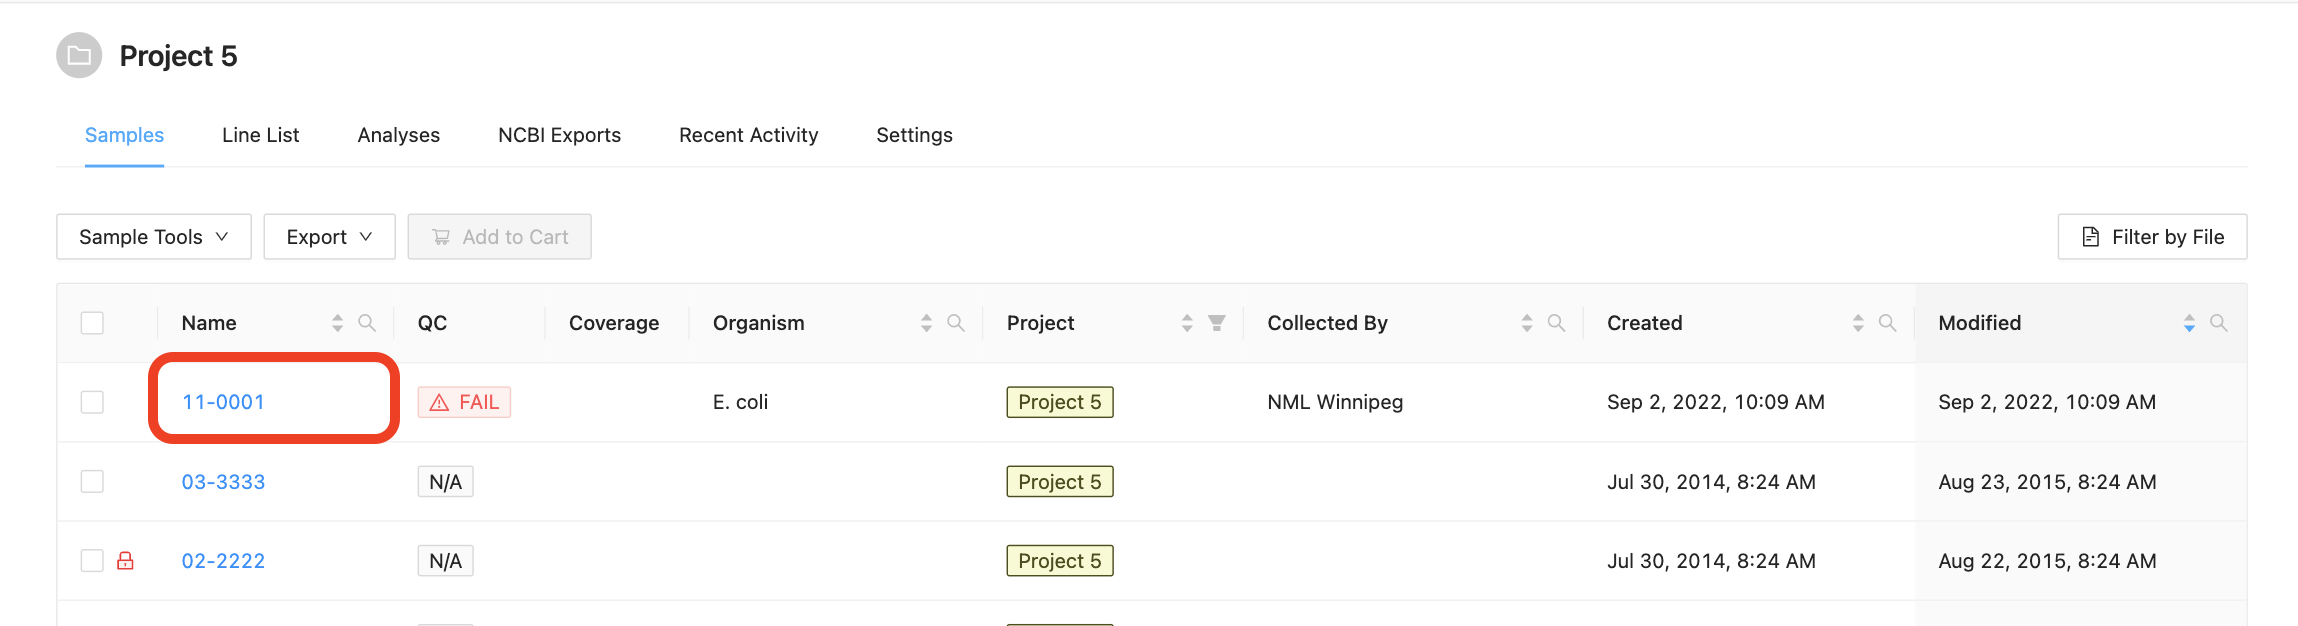 Project 5
Samples Line List Analyses NCBI Exports Recent Activity Settings
Sample Tools Export Add to Cart Filter by File
Name QC Coverage Organism Project Collected By Created Modified
11-0001 FAIL E. coli Project 5 NML Winnipeg Sep 2, 2022, 10:09 AM Sep 2, 2022, 10:09 AM
03-3333 N/A Project 5 Jul 30, 2014, 8:24 AM Aug 23, 2015, 8:24 AM
02-2222 N/A Project 5 Jul 30, 2014, 8:24 AM Aug 22, 2015, 8:24 AM